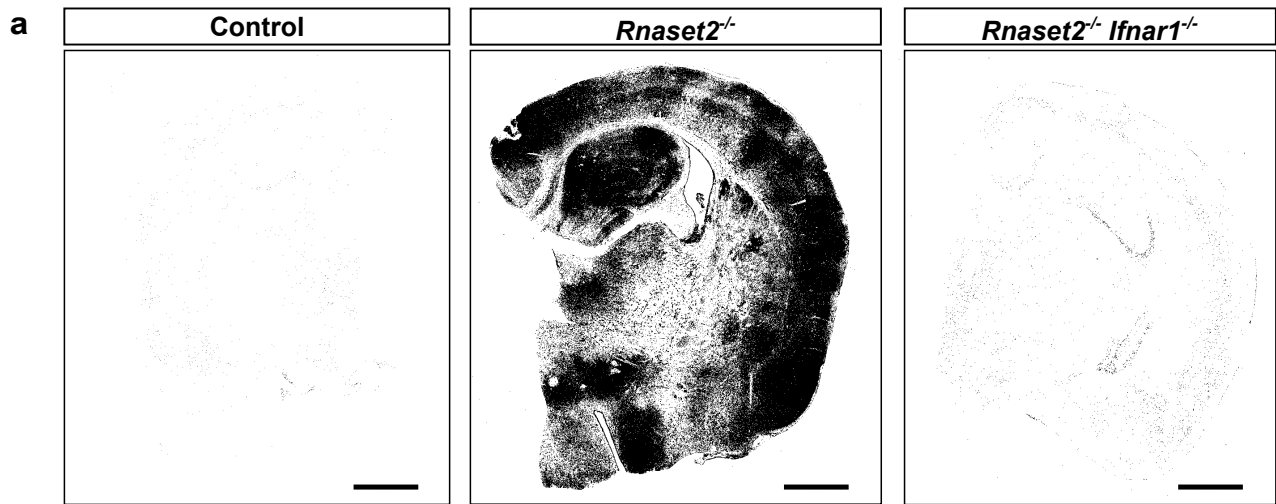 a
Control
Rnaset2-/-
Rnaset2-/- Ifnar1-/-